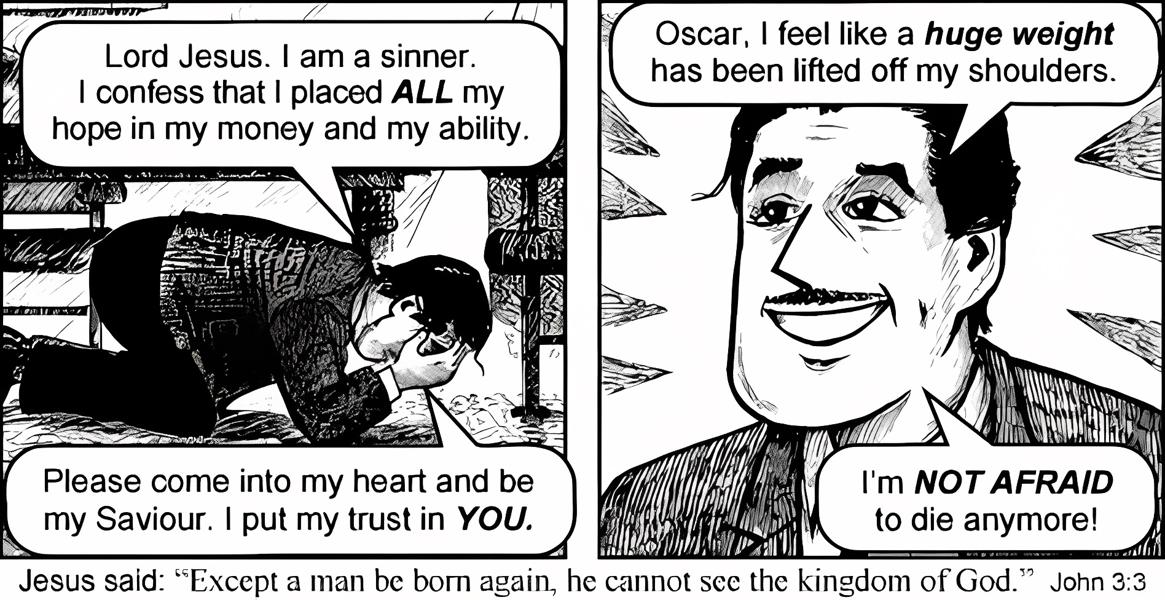 Lord Jesus. I am a sinner.
I confess that I placed ALL my
hope in my money and my ability.
Please come into my heart and be
my Saviour. I put my trust in YOU.
Oscar, I feel like a huge weight
has been lifted off my shoulders.
I'm NOT AFRAID
to die anymore!
Jesus said: “Except a man be born again, he cannot see the kingdom of God.” John 3:3